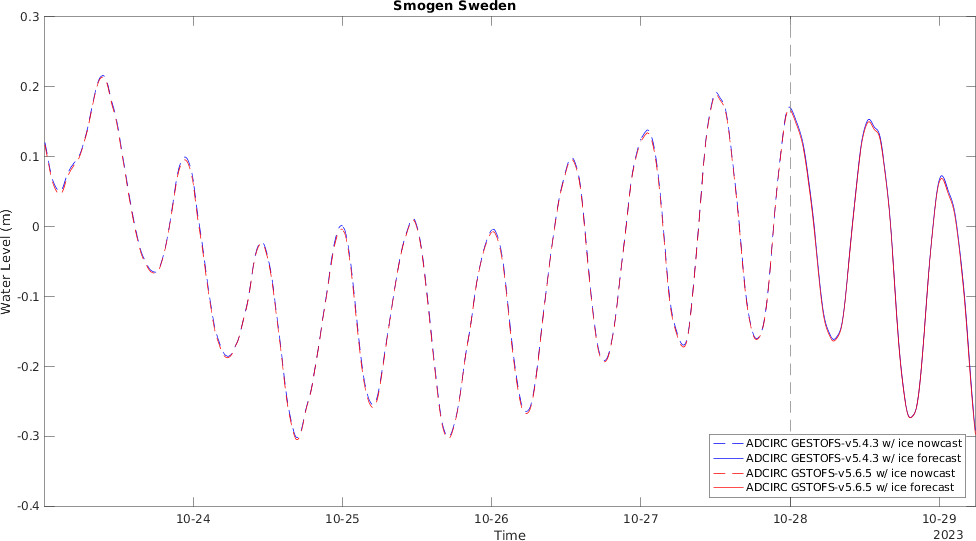 Smogen Sweden
0.3
0.2
0.1
0
-0.1
-0.2
-0.3
-0.4
Water Level (m)
ADCIRC GESTOFS-v5.4.3 w/ ice nowcast
ADCIRC GESTOFS-v5.4.3 w/ ice forecast
ADCIRC GSTOFS-v5.6.5 w/ ice nowcast
ADCIRC GSTOFS-v5.6.5 w/ ice forecast
10-24 10-25 10-26 10-27 10-28 10-29
2023
Time